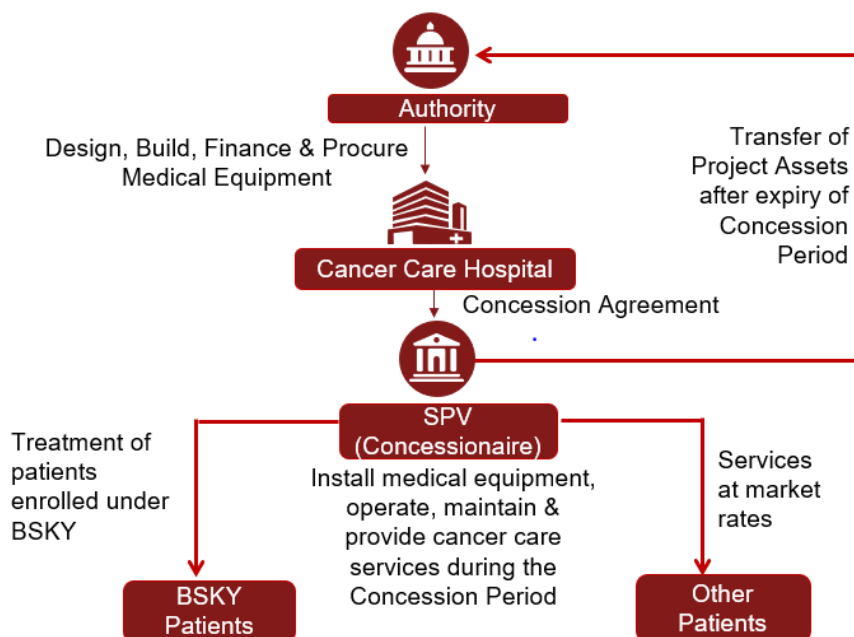 Authority
Design, Build, Finance & Procure
Medical Equipment
Transfer of
Project Assets
after expiry of
Concession
Period
Cancer Care Hospital
Concession Agreement
SPV
(Concessionaire)
Treatment of
patients
enrolled under
BSKY
Install medical equipment,
operate, maintain &
provide cancer care
services during the
Concession Period
Services
at market
rates
BSKY
Patients
Other
Patients